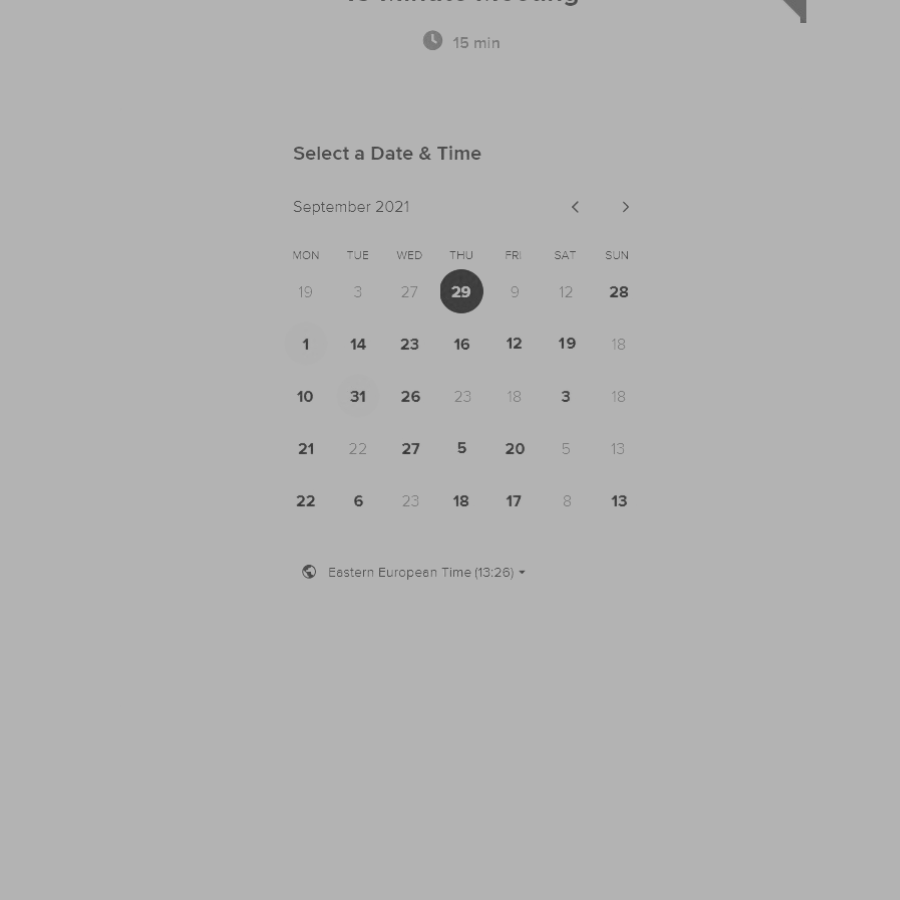 15 min
Select a Date & Time
September 2021
MON TUE WED THU FRI SAT SUN
19 3 27 29 9 12 28
1 14 23 16 12 19 18
10 31 26 23 18 3 18
21 22 27 5 20 5 13
22 6 23 18 17 8 13
Eastern European Time (13:26)